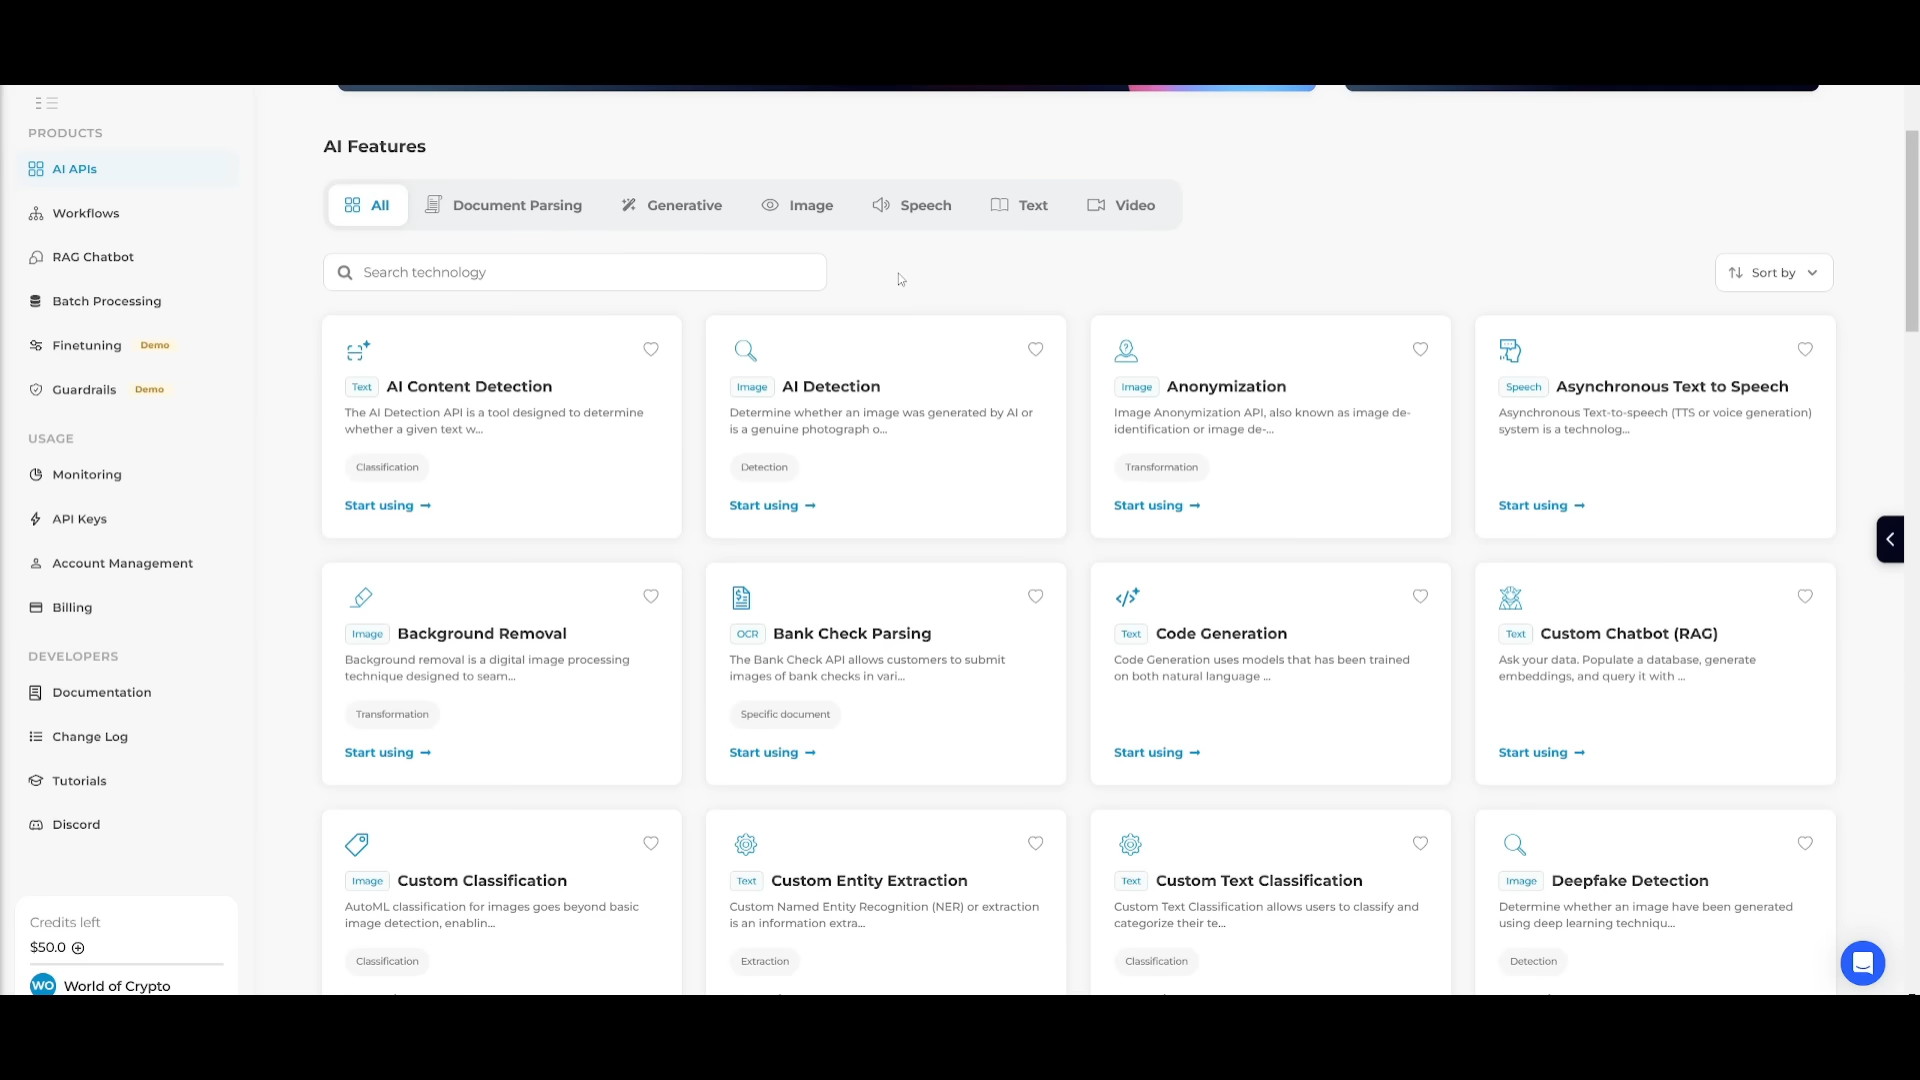 PRODUCTS
AI APIs
Workflows
RAG Chatbot
Batch Processing
Finetuning Demo
Guardrails Demo
USAGE
Monitoring
API Keys
Account Management
Billing
DEVELOPERS
Documentation
Change Log
Tutorials
Discord
Credits left
$50.0
WO World of Crypto
AI Features
All Document Parsing Generative Image Speech Text Video
Search technology
Sort by
Text AI Content Detection
The AI Detection API is a tool designed to determine
whether a given text w...
Classification
Start using →
Image AI Detection
Determine whether an image was generated by AI or
is a genuine photograph o...
Detection
Start using →
Image Anonymization
Image Anonymization API, also known as image de-
identification or image de-...
Transformation
Start using →
Speech Asynchronous Text to Speech
Asynchronous Text-to-speech (TTS or voice generation)
system is a technolog...
Start using →
Image Background Removal
Background removal is a digital image processing
technique designed to seam...
Transformation
Start using →
OCR Bank Check Parsing
The Bank Check API allows customers to submit
images of bank checks in vari...
Specific document
Start using →
Text Code Generation
Code Generation uses models that has been trained
on both natural language ...
Start using →
Text Custom Chatbot (RAG)
Ask your data. Populate a database, generate
embeddings, and query it with ...
Start using →
Image Custom Classification
AutoML classification for images goes beyond basic
image detection, enablin...
Classification
Text Custom Entity Extraction
Custom Named Entity Recognition (NER) or extraction
is an information extra...
Extraction
Text Custom Text Classification
Custom Text Classification allows users to classify and
categorize their te...
Classification
Image Deepfake Detection
Determine whether an image have been generated
using deep learning techniqu...
Detection